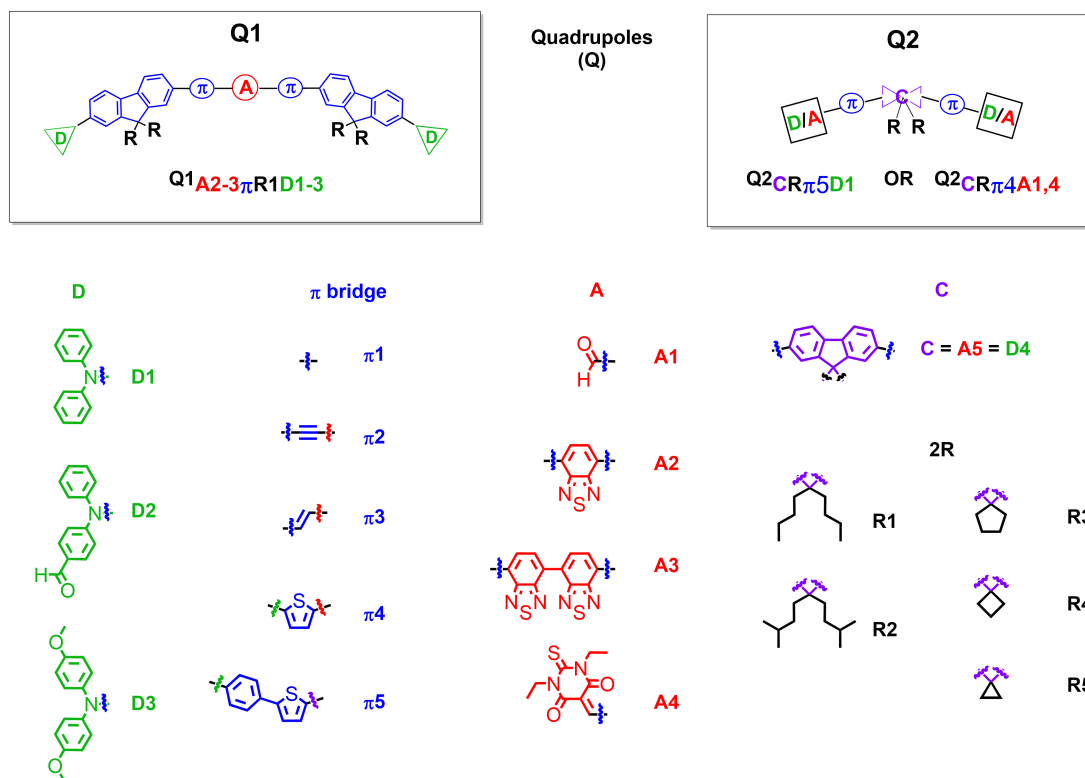 Q1
Quadrupoles
(Q)
Q2
π A π
D R R R R D
Q1A2-3πR1D1-3
D/A π C π D/A
R R
Q2CRπ5D1 OR Q2CRπ4A1,4
D π bridge A C
N D1
π1
O
H
A1
C = A5 = D4
π2
N N
S
A2
2R
N D2
H O
π3
R1
R3
N N N N
S S
A3
S
π4
R2
R4
O
N D3
O
S
π5
S N N
O O
A4
R5